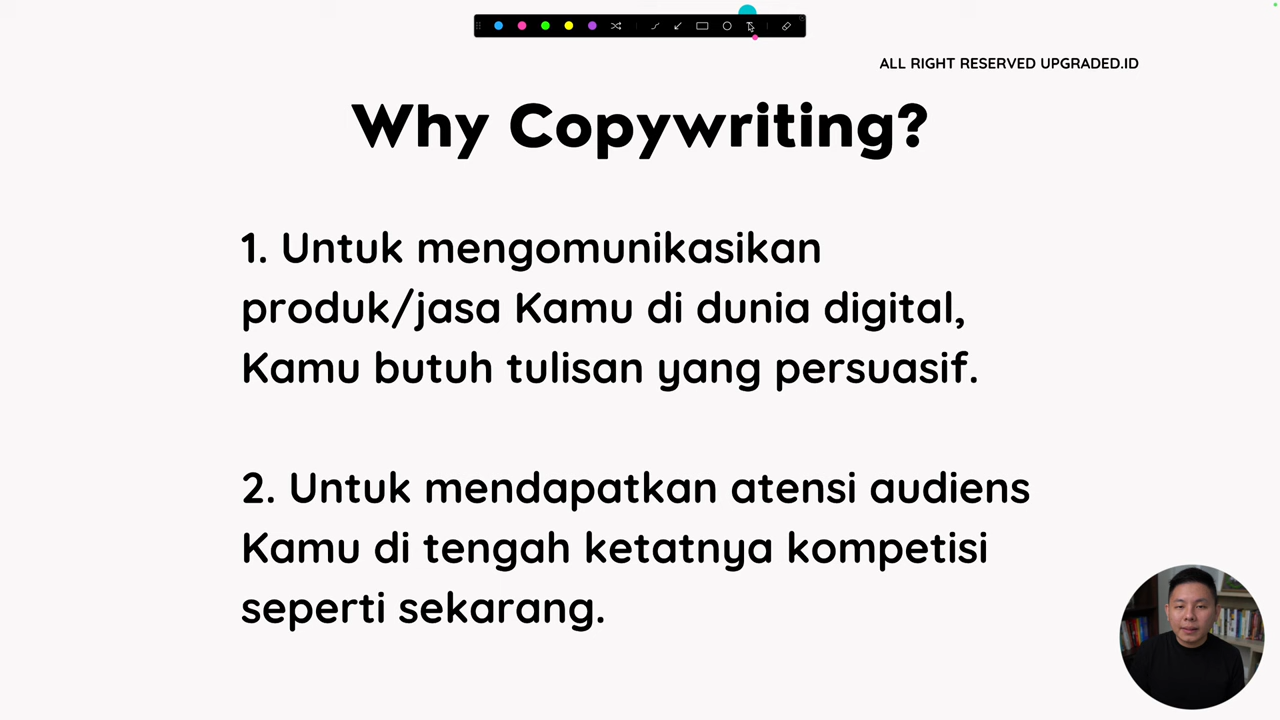 ALL RIGHT RESERVED UPGRADED.ID
Why Copywriting?
1. Untuk mengomunikasikan
produk/jasa Kamu di dunia digital,
Kamu butuh tulisan yang persuasif.
2. Untuk mendapatkan atensi audiens
Kamu di tengah ketatnya kompetisi
seperti sekarang.